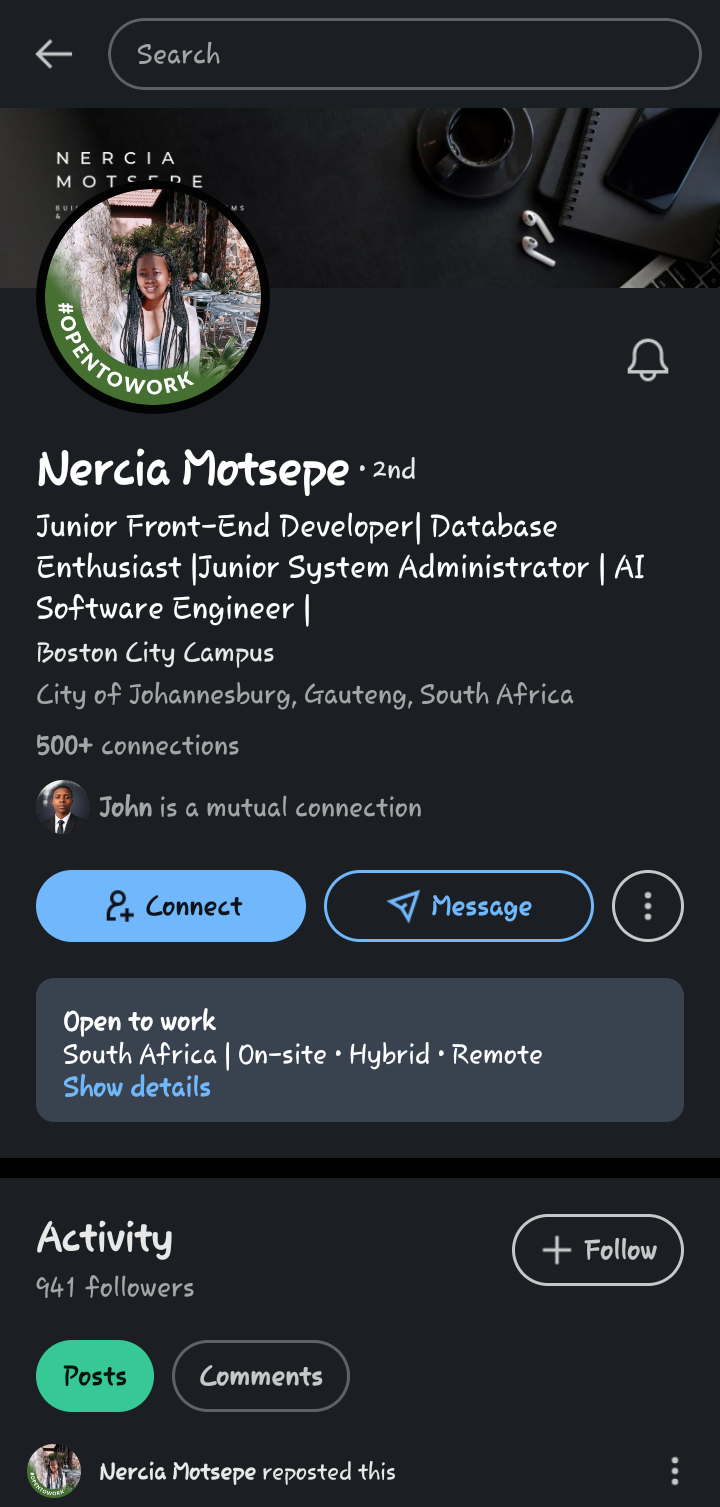 Search
NERCIA
MOTSEPE
#OPENTOWORK
Nercia Motsepe • 2nd
Junior Front-End Developer| Database
Enthusiast |Junior System Administrator | AI
Software Engineer |
Boston City Campus
City of Johannesburg, Gauteng, South Africa
500+ connections
John is a mutual connection
Connect
Message
Open to work
South Africa | On-site • Hybrid • Remote
Show details
Activity
Follow
941 followers
Posts
Comments
#OPENTOWORK
Nercia Motsepe reposted this